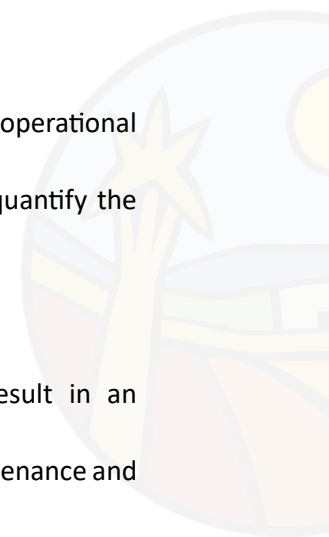 operational
quantify the
esult in an
enance and